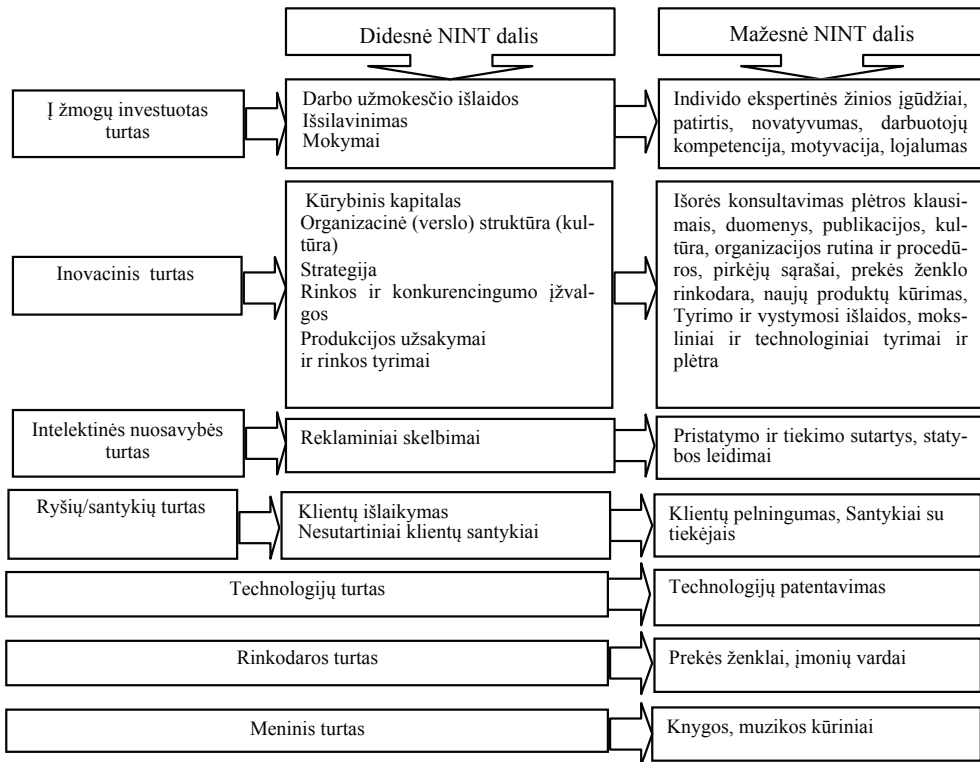 Didesnė NINT dalis
Mažesnė NINT dalis
Į žmogų investuotas
turtas
Darbo užmokesčio išlaidos
Išsilavinimas
Mokymai
Individo ekspertinės žinios įgūdžiai,
patirtis, novatyvumas, darbuotojų
kompetencija, motyvacija, lojalumas
Inovacinis turtas
Kūrybinis kapitalas
Organizacinė (verslo) struktūra (kul-
tūra)
Strategija
Rinkos ir konkurencingumo įžval-
gos
Produkcijos užsakymai
ir rinkos tyrimai
Išorės konsultavimas plėtros klausi-
mais, duomenys, publikacijos, kul-
tūra, organizacijos rutina ir procedū-
ros, pirkėjų sąrašai, prekės ženklo
rinkodara, naujų produktų kūrimas,
Tyrimo ir vystymosi išlaidos, moks-
liniai ir technologiniai tyrimai ir
plėtra
Intelektinės nuosavybės
turtas
Reklaminiai skelbimai
Pristatymo ir tiekimo sutartys, staty-
bos leidimai
Ryšių/santykių turtas
Klientų išlaikymas
Nesutartiniai klientų santykiai
Klientų pelningumas, Santykiai su
tiekėjais
Technologijų turtas
Technologijų patentavimas
Rinkodaros turtas
Prekės ženklai, įmonių vardai
Meninis turtas
Knygos, muzikos kūriniai